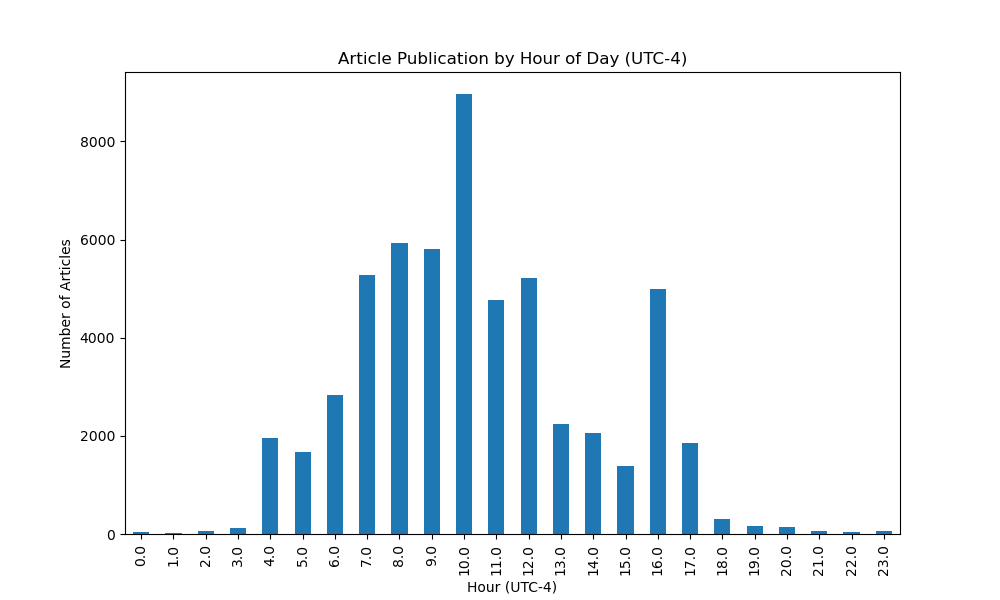 Article Publication by Hour of Day (UTC-4)
Number of Articles
8000
6000
4000
2000
0
0.0 1.0 2.0 3.0 4.0 5.0 6.0 7.0 8.0 9.0 10.0 11.0 12.0 13.0 14.0 15.0 16.0 17.0 18.0 19.0 20.0 21.0 22.0 23.0
Hour (UTC-4)